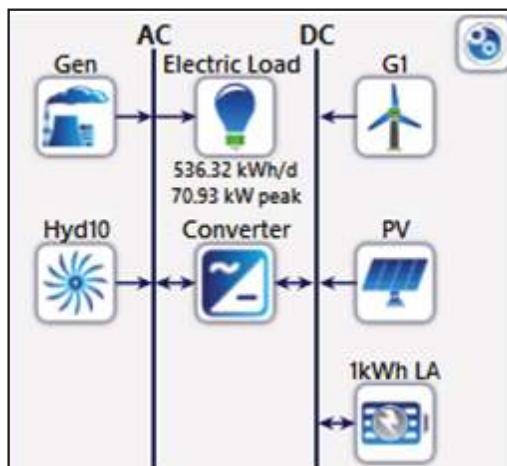 AC DC
Gen Electric Load G1
536.32 kWh/d
70.93 kW peak
Hyd10 Converter PV
1kWh LA